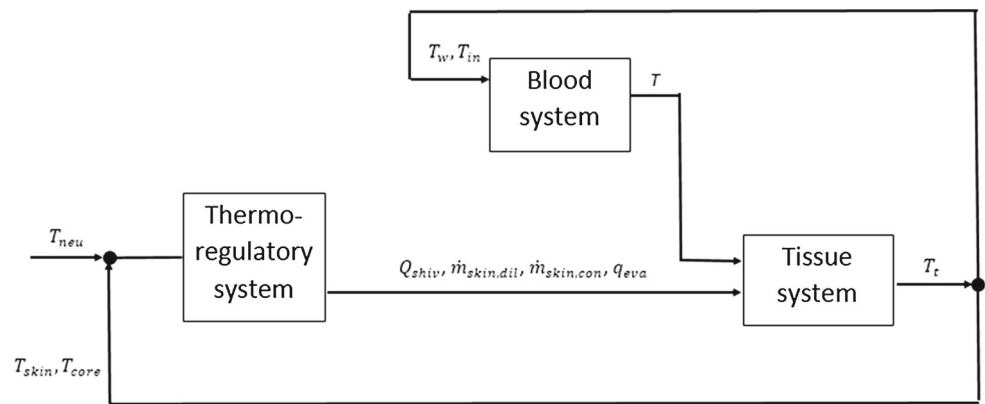 T_w, T_in
Blood
system
T
Thermo-
regulatory
system
T_neu
Q_shiv, ṁ_skin,dil, ṁ_skin,con, q_eva
Tissue
system
T_t
T_skin, T_core